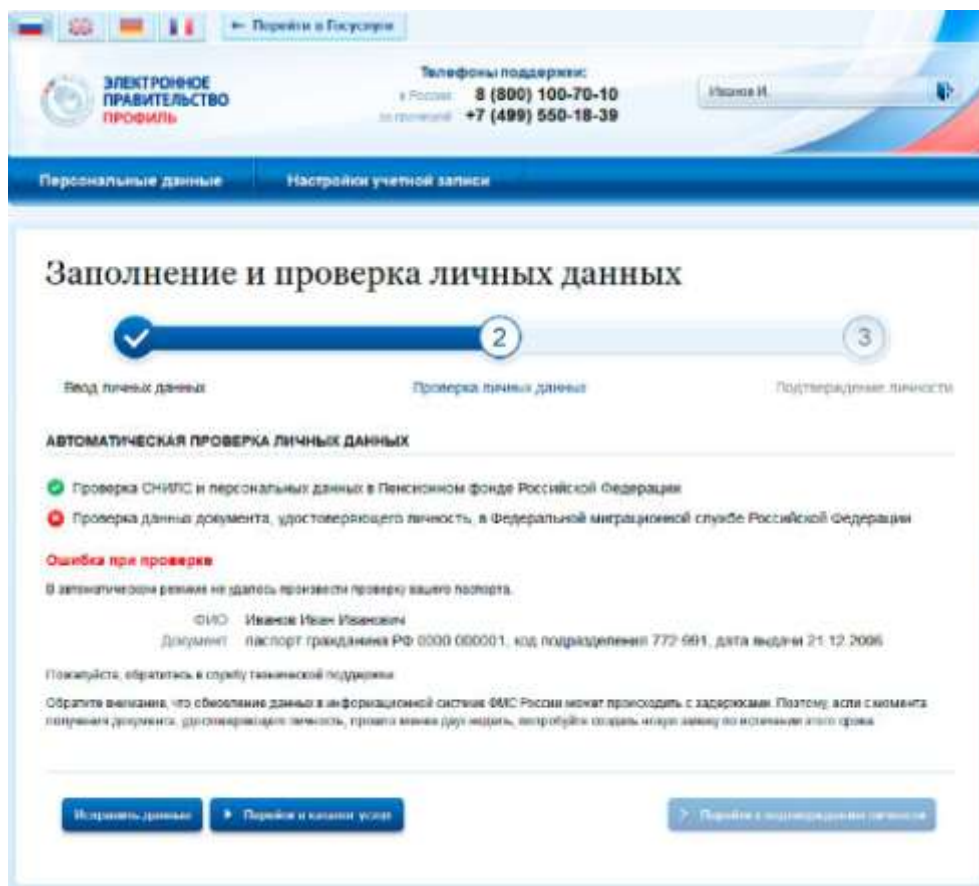 ← Перейти в Госуслуги
ЭЛЕКТРОННОЕ
ПРАВИТЕЛЬСТВО
ПРОФИЛЬ
Телефоны поддержки:
в России 8 (800) 100-70-10
за границей +7 (499) 550-18-39
Иванов И.
Персональные данные Настройки учетной записи
Заполнение и проверка личных данных
2 3
Ввод личных данных Проверка личных данных Подтверждение личности
АВТОМАТИЧЕСКАЯ ПРОВЕРКА ЛИЧНЫХ ДАННЫХ
Проверка СНИЛС и персональных данных в Пенсионном фонде Российской Федерации
Проверка данных документа, удостоверяющего личность, в Федеральной миграционной службе Российской Федерации
Ошибка при проверке
В автоматическом режиме не удалось произвести проверку вашего паспорта.
ФИО Иванов Иван Иванович
Документ паспорт гражданина РФ 0000 000001, код подразделения 772-991, дата выдачи 21.12.2006
Пожалуйста, обратитесь в службу технической поддержки
Обратите внимание, что обновление данных в информационной системе ФМС России может происходить с задержками. Поэтому, если с момента
получения документа, удостоверяющего личность, прошло менее двух недель, попробуйте создать новую заявку по истечении этого срока.
Исправить данные Перейти в каталог услуг Перейти к подтверждению личности